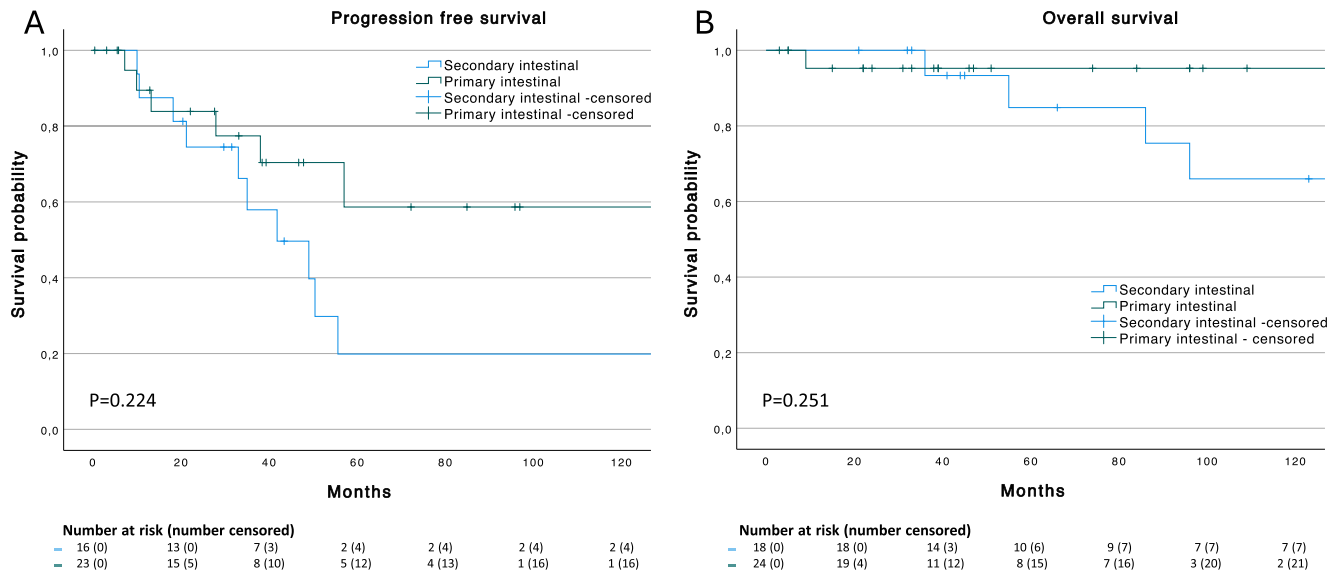 A
Progression free survival
Survival probability
1,0
0,8
0,6
0,4
0,2
0,0
Secondary intestinal
Primary intestinal
Secondary intestinal -censored
Primary intestinal -censored
P=0.224
0 20 40 60 80 100 120
Months
Number at risk (number censored)
16 (0) 13 (0) 7 (3) 2 (4) 2 (4) 2 (4) 2 (4)
23 (0) 15 (5) 8 (10) 5 (12) 4 (13) 1 (16) 1 (16)
B
Overall survival
Survival probability
1,0
0,8
0,6
0,4
0,2
0,0
Secondary intestinal
Primary intestinal
Secondary intestinal -censored
Primary intestinal - censored
P=0.251
0 20 40 60 80 100 120
Months
Number at risk (number censored)
18 (0) 18 (0) 14 (3) 10 (6) 9 (7) 7 (7) 7 (7)
24 (0) 19 (4) 11 (12) 8 (15) 7 (16) 3 (20) 2 (21)